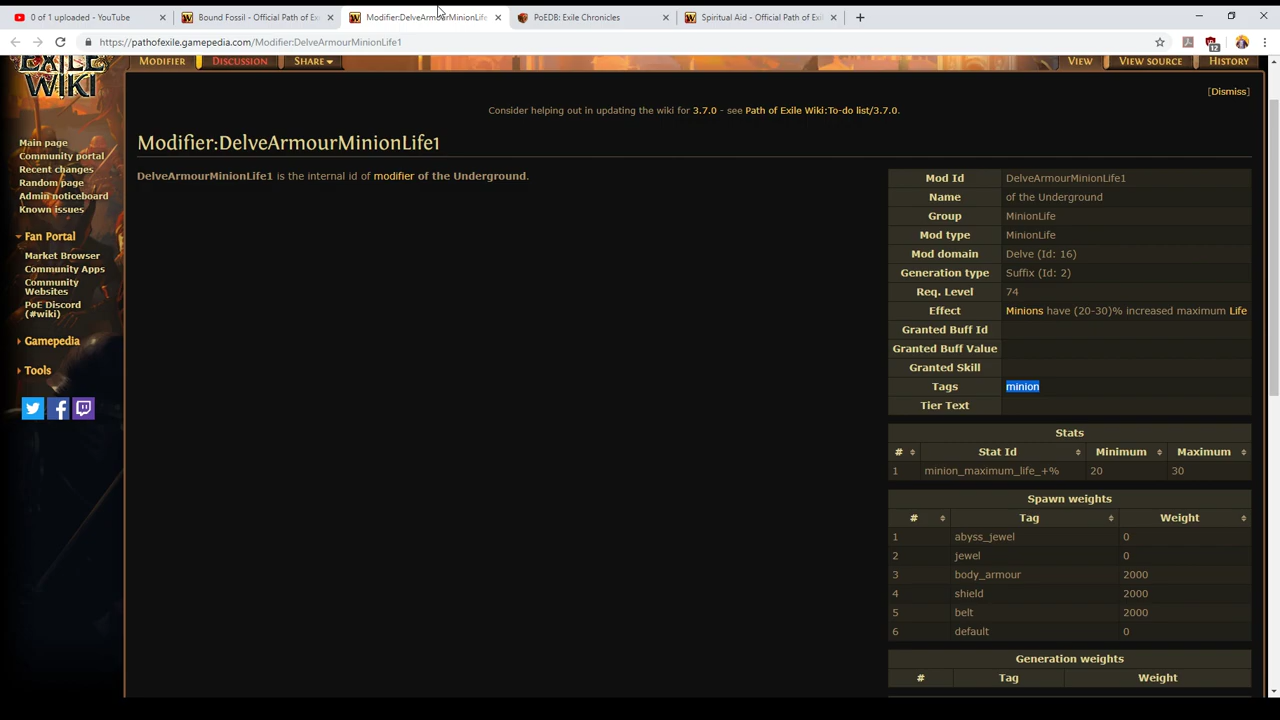 0 of 1 uploaded - YouTube
Bound Fossil - Official Path of Ex
Modifier:DelveArmourMinionLife
PoEDB: Exile Chronicles
Spiritual Aid - Official Path of Exi
https://pathofexile.gamepedia.com/Modifier:DelveArmourMinionLife1
12
EXILE
WIKI
MODIFIER
DISCUSSION
SHARE
VIEW
VIEW SOURCE
HISTORY
[Dismiss]
Consider helping out in updating the wiki for 3.7.0 - see Path of Exile Wiki:To-do list/3.7.0.
Main page
Community portal
Recent changes
Random page
Admin noticeboard
Known issues
Fan Portal
Market Browser
Community Apps
Community
Websites
PoE Discord
(#wiki)
Gamepedia
Tools
Modifier:DelveArmourMinionLife1
DelveArmourMinionLife1 is the internal id of modifier of the Underground.
Mod Id DelveArmourMinionLife1
Name of the Underground
Group MinionLife
Mod type MinionLife
Mod domain Delve (Id: 16)
Generation type Suffix (Id: 2)
Req. Level 74
Effect Minions have (20-30)% increased maximum Life
Granted Buff Id
Granted Buff Value
Granted Skill
Tags minion
Tier Text
Stats
# Stat Id Minimum Maximum
1 minion_maximum_life_+% 20 30
Spawn weights
# Tag Weight
1 abyss_jewel 0
2 jewel 0
3 body_armour 2000
4 shield 2000
5 belt 2000
6 default 0
Generation weights
# Tag Weight